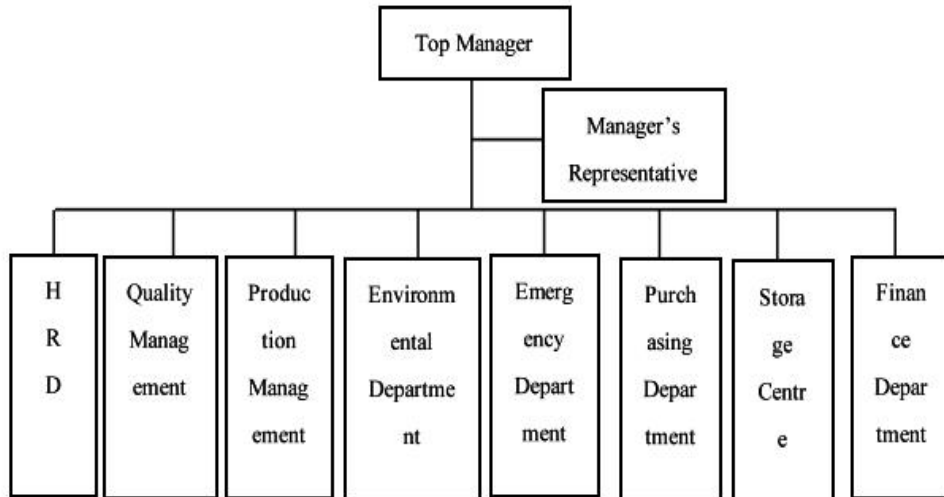 Top Manager
Manager’s
Representative
H
R
D
Quality
Manag
ement
Produc
tion
Manag
ement
Environm
ental
Departme
nt
Emerg
ency
Depart
ment
Purch
asing
Depar
tment
Stora
ge
Centr
e
Finan
ce
Depar
tment